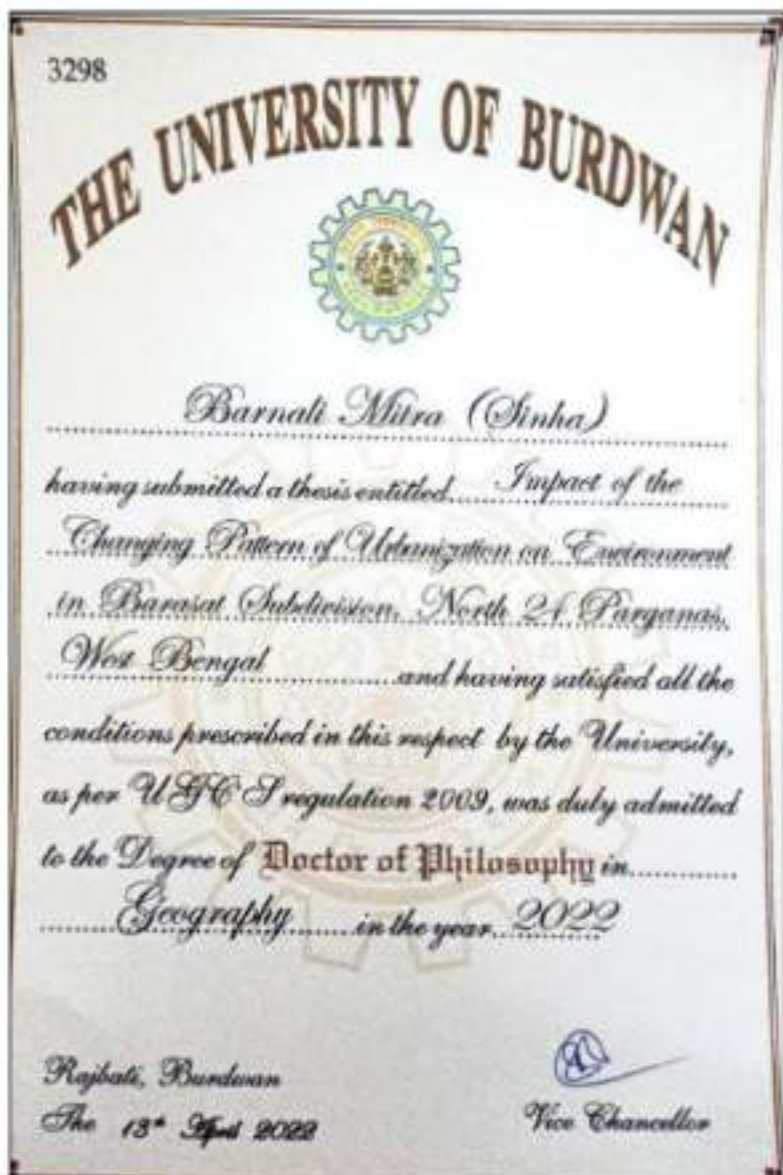 3298
THE UNIVERSITY OF BURDWAN
Barnali Mitra (Sinha)
having submitted a thesis entitled Impact of the
Changing Pattern of Urbanization on Environment
in Barasat Subdivision, North 24 Parganas,
West Bengal and having satisfied all the
conditions prescribed in this respect by the University,
as per UGC'S regulation 2009, was duly admitted
to the Degree of Doctor of Philosophy in
Geography in the year 2022
Rajbati, Burdwan
The 13th April 2022
Vice Chancellor